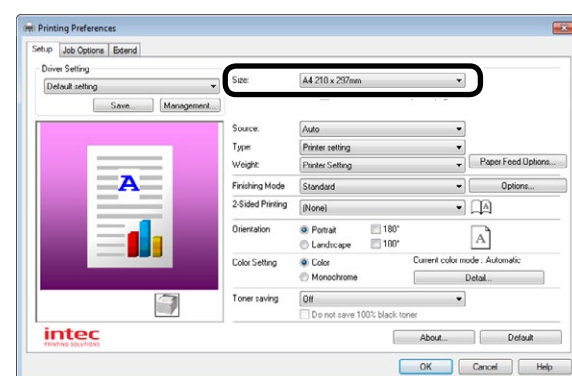 Printing Preferences
Setup Job Options Extend
Driver Setting
Default setting
Save... Management...
Size: A4 210 x 297mm
Source: Auto
Type: Printer setting
Weight: Printer Setting Paper Feed Options...
Finishing Mode Standard Options...
2-Sided Printing (None)
Orientation Portrait 180°
Landscape 180°
Color Setting Color Current color mode : Automatic
Monochrome Detail...
Toner saving Off
Do not save 100% black toner
A
A
A
intec
PRINTING SOLUTIONS
About... Default
OK Cancel Help